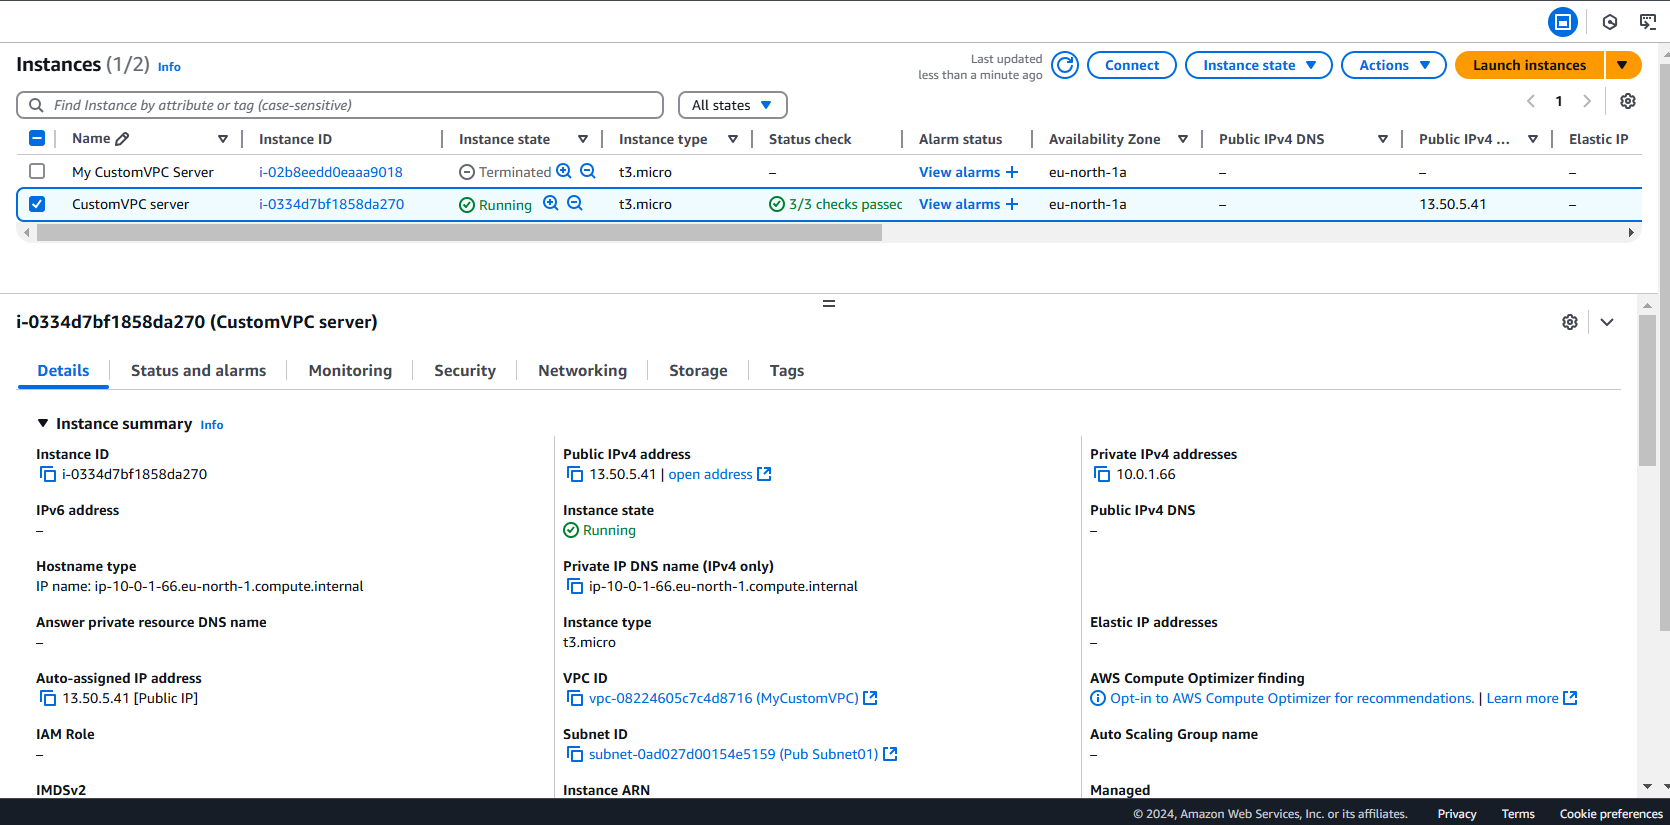 Instances (1/2) Info
Last updated
less than a minute ago
Connect
Instance state
Actions
Launch instances
Find Instance by attribute or tag (case-sensitive)
All states
1
Name Instance ID Instance state Instance type Status check Alarm status Availability Zone Public IPv4 DNS Public IPv4 ... Elastic IP
My CustomVPC Server i-02b8eedd0eaaa9018 Terminated t3.micro – View alarms + eu-north-1a – – –
CustomVPC server i-0334d7bf1858da270 Running t3.micro 3/3 checks passed View alarms + eu-north-1a – 13.50.5.41 –
i-0334d7bf1858da270 (CustomVPC server)
Details Status and alarms Monitoring Security Networking Storage Tags
Instance summary Info
Instance ID
i-0334d7bf1858da270
Public IPv4 address
13.50.5.41 | open address
Private IPv4 addresses
10.0.1.66
IPv6 address
–
Instance state
Running
Public IPv4 DNS
–
Hostname type
IP name: ip-10-0-1-66.eu-north-1.compute.internal
Private IP DNS name (IPv4 only)
ip-10-0-1-66.eu-north-1.compute.internal
Answer private resource DNS name
–
Instance type
t3.micro
Elastic IP addresses
–
Auto-assigned IP address
13.50.5.41 [Public IP]
VPC ID
vpc-08224605c7c4d8716 (MyCustomVPC)
AWS Compute Optimizer finding
Opt-in to AWS Compute Optimizer for recommendations. | Learn more
IAM Role
–
Subnet ID
subnet-0ad027d00154e5159 (Pub Subnet01)
Auto Scaling Group name
–
IMDSv2
Instance ARN
Managed
© 2024, Amazon Web Services, Inc. or its affiliates. Privacy Terms Cookie preferences